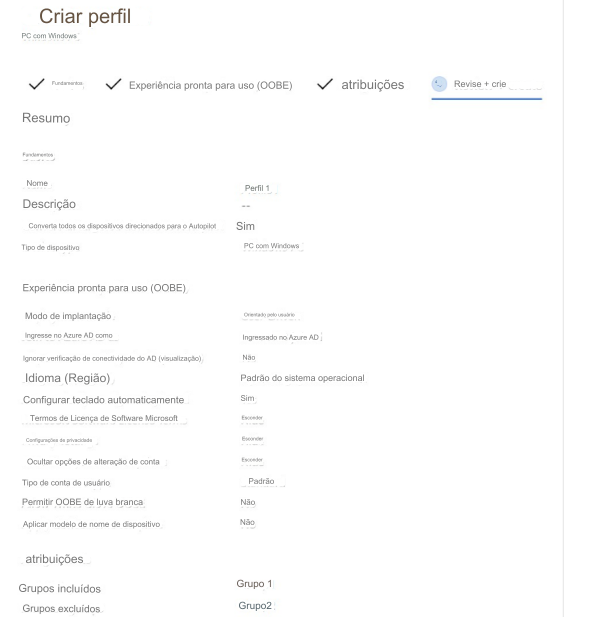 Criar perfil
PC com Windows
Fundamentos Experiência pronta para uso (OOBE) atribuições Revise + crie
Resumo
Fundamentos
Nome Perfil 1
Descrição --
Converta todos os dispositivos direcionados para o Autopilot Sim
Tipo de dispositivo PC com Windows
Experiência pronta para uso (OOBE)
Modo de implantação Orientado pelo usuário
Ingresse no Azure AD como Ingressado no Azure AD
Ignorar verificação de conectividade do AD (visualização) Não
Idioma (Região) Padrão do sistema operacional
Configurar teclado automaticamente Sim
Termos de Licença de Software Microsoft Esconder
Configurações de privacidade Esconder
Ocultar opções de alteração de conta Esconder
Tipo de conta de usuário Padrão
Permitir OOBE de luva branca Não
Aplicar modelo de nome de dispositivo Não
atribuições
Grupos incluídos Grupo 1
Grupos excluídos Grupo2